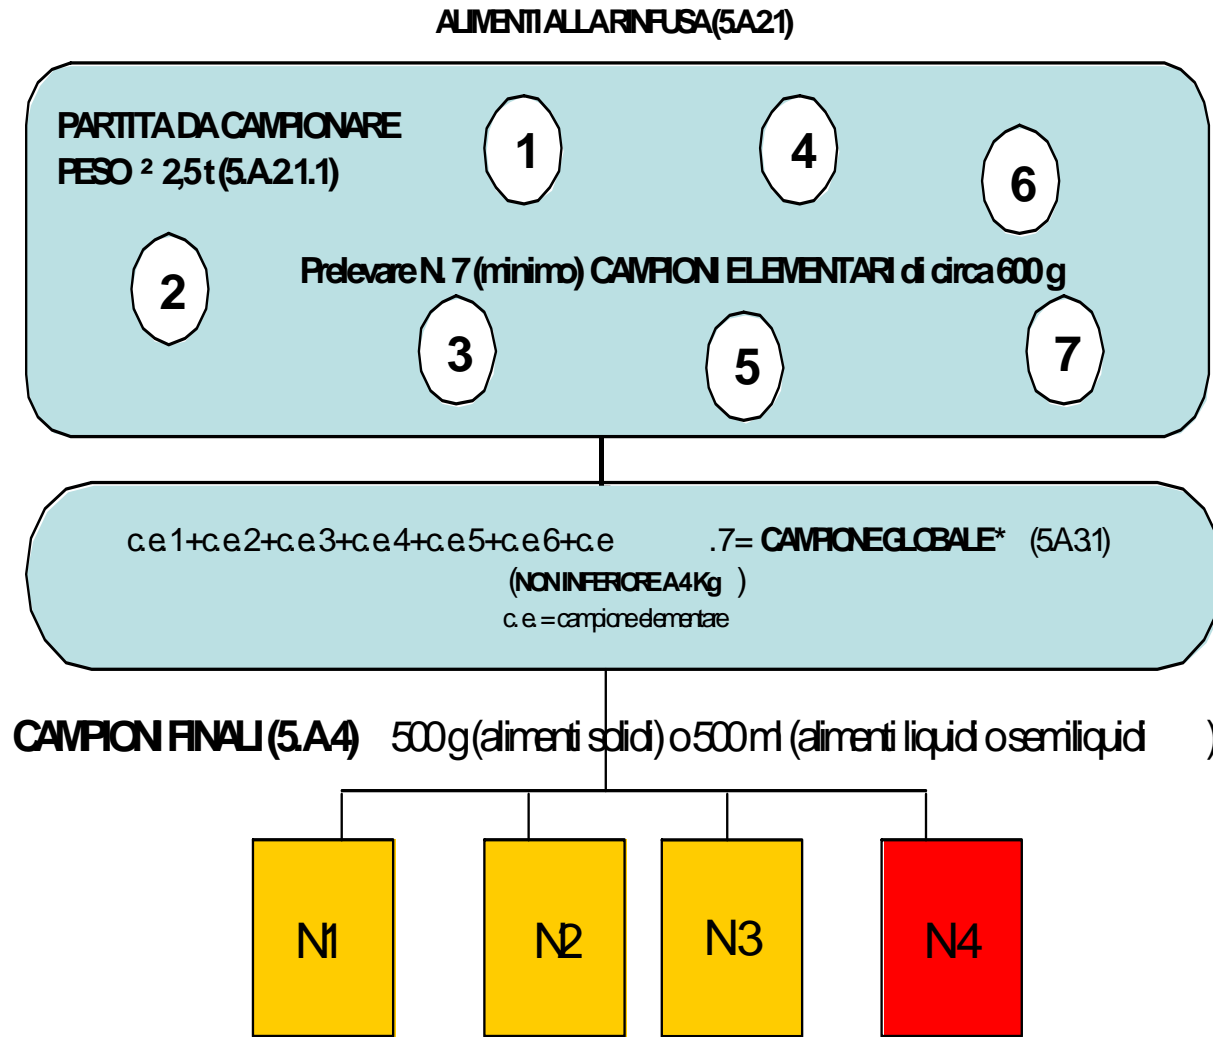 ALIMENTI ALLA RINFUSA (5.A.2.1)
PARTITA DA CAMPIONARE
PESO ² 2,5 t (5.A.2.1.1)
1
4
6
2
Prelevare N. 7 (minimo) CAMPIONI ELEMENTARI di circa 600 g
3
5
7
c.e.1+c.e.2+c.e.3+c.e.4+c.e.5+c.e.6+c.e .7= CAMPIONE GLOBALE* (5.A.3.1)
(NON INFERIORE A 4 Kg )
c. e. = campione elementare
CAMPIONI FINALI (5.A.4) 500 g (alimenti solidi) o 500 ml (alimenti liquidi o semiliquidi )
N1 N2 N3 N4